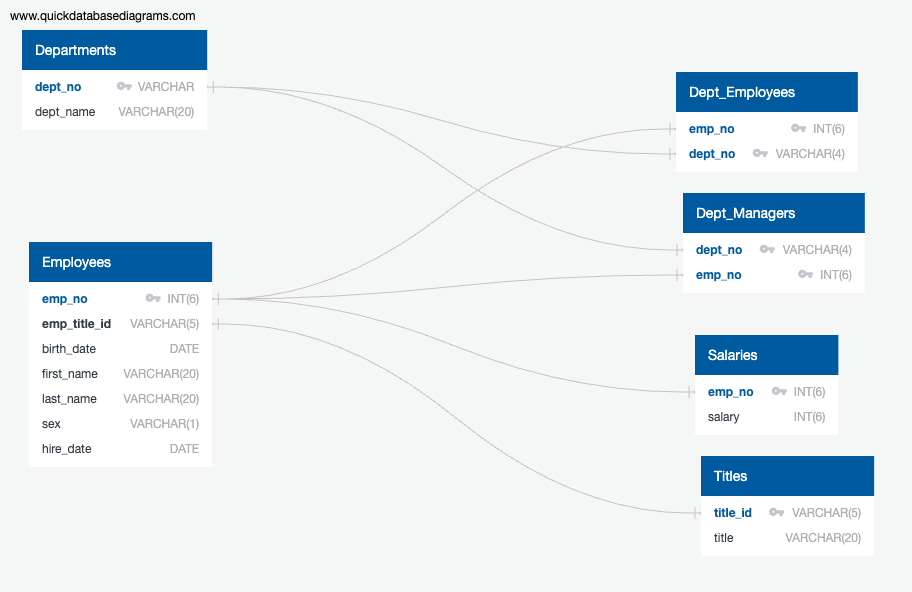 www.quickdatabasediagrams.com
Departments
dept_no VARCHAR
dept_name VARCHAR(20)
Employees
emp_no INT(6)
emp_title_id VARCHAR(5)
birth_date DATE
first_name VARCHAR(20)
last_name VARCHAR(20)
sex VARCHAR(1)
hire_date DATE
Dept_Employees
emp_no INT(6)
dept_no VARCHAR(4)
Dept_Managers
dept_no VARCHAR(4)
emp_no INT(6)
Salaries
emp_no INT(6)
salary INT(6)
Titles
title_id VARCHAR(5)
title VARCHAR(20)